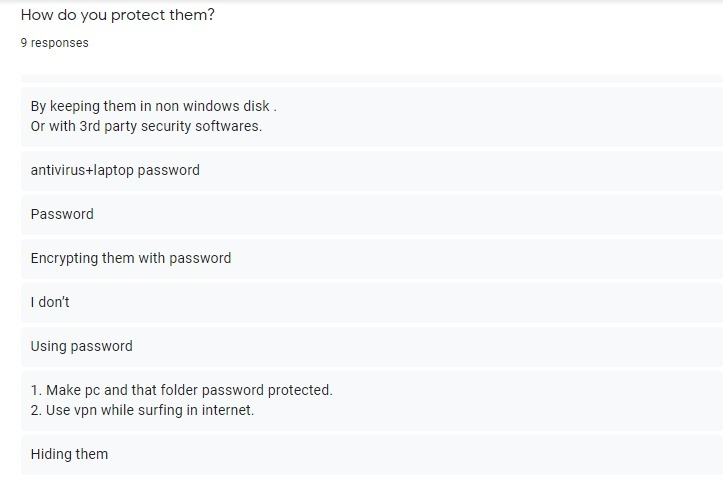 How do you protect them?
9 responses
By keeping them in non windows disk .
Or with 3rd party security softwares.
antivirus+laptop password
Password
Encrypting them with password
I don't
Using password
1. Make pc and that folder password protected.
2. Use vpn while surfing in internet.
Hiding them